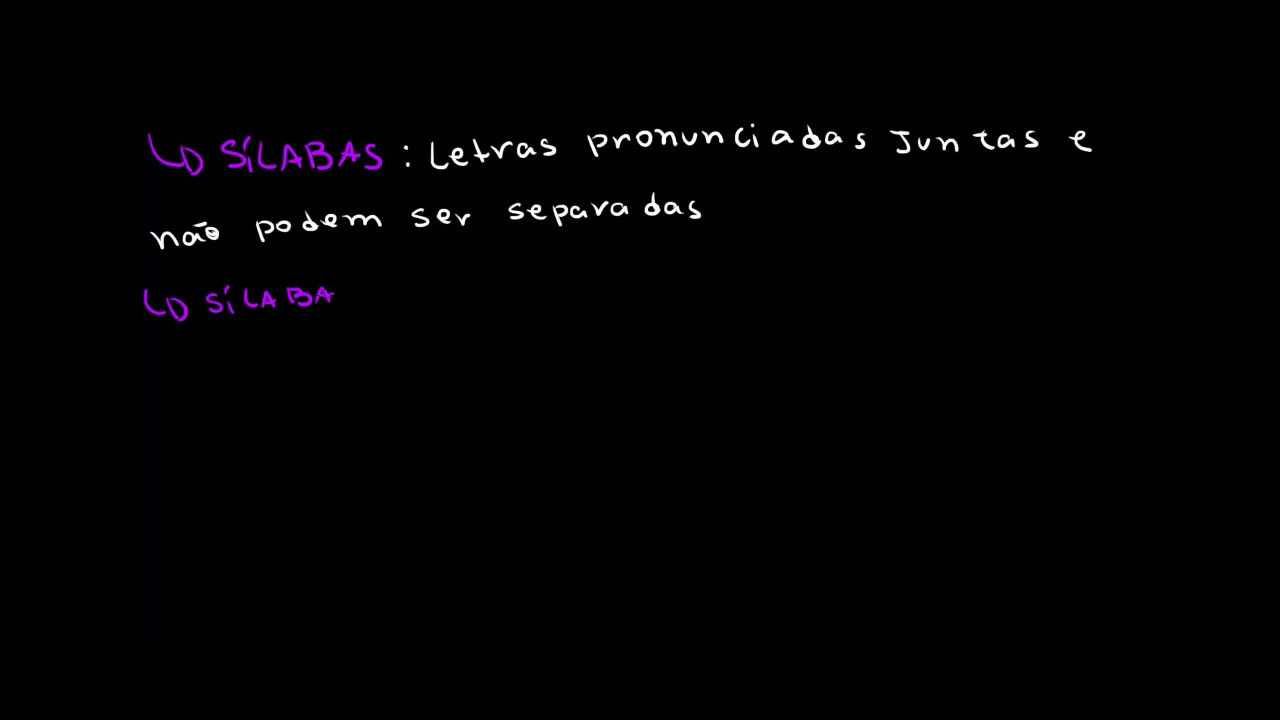 ↳ SÍLABAS : Letras pronunciadas Juntas e
não podem ser separadas
↳ SÍLABA